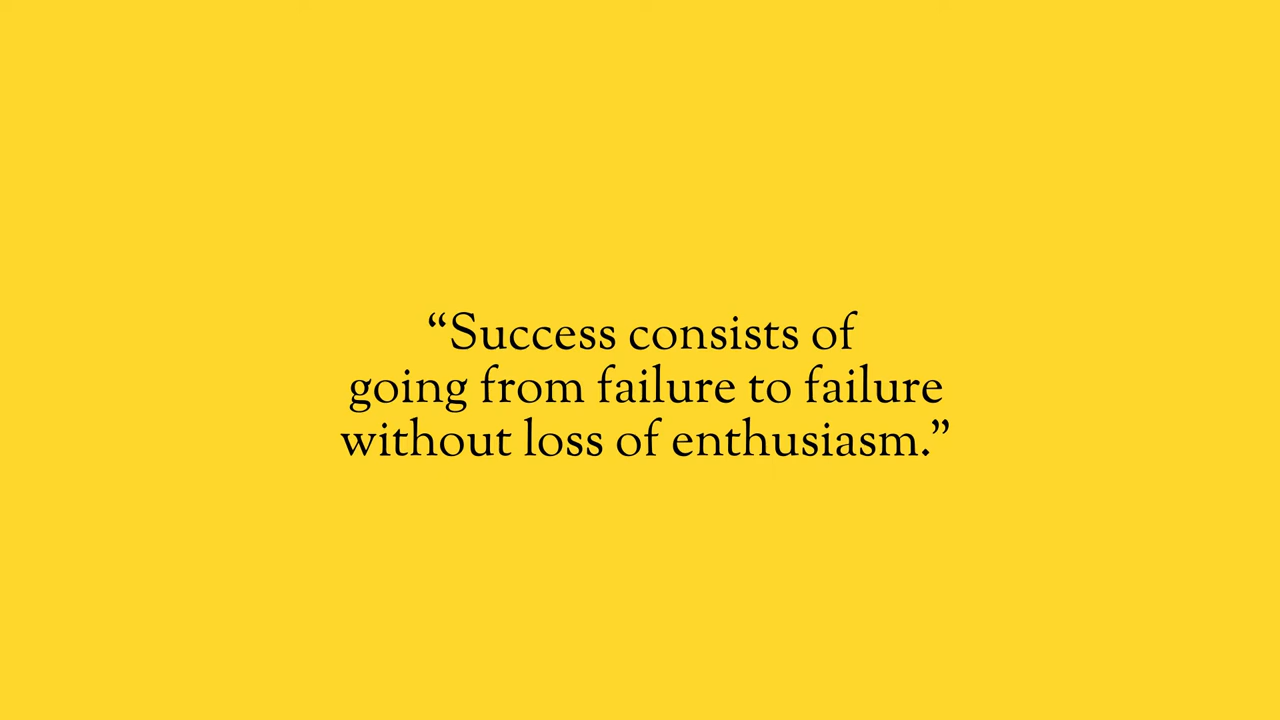 “Success consists of
going from failure to failure
without loss of enthusiasm.”